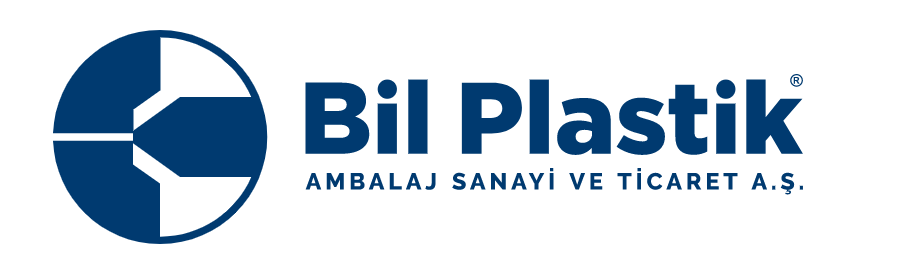 Bil Plastik®
AMBALAJ SANAYİ VE TİCARET A.Ş.